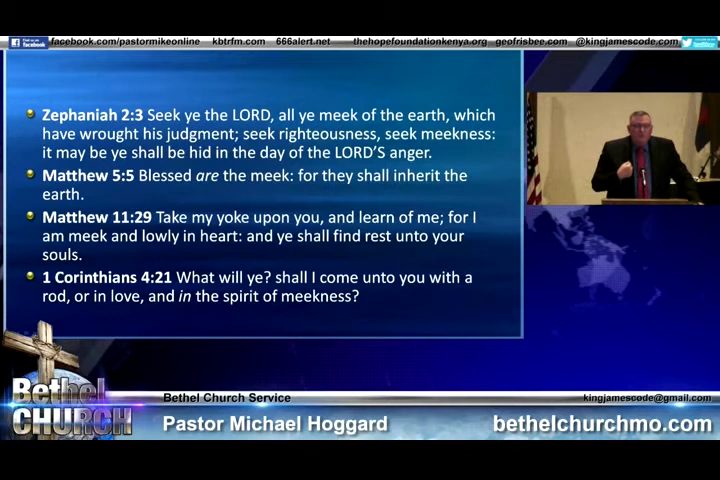 Find us on Facebook
facebook.com/pastormikeonline kbtrfm.com 666alert.net thehopefoundationkenya.org geofrisbee.com @kingjamescode.com
Zephaniah 2:3 Seek ye the LORD, all ye meek of the earth, which
have wrought his judgment; seek righteousness, seek meekness:
it may be ye shall be hid in the day of the LORD'S anger.
Matthew 5:5 Blessed are the meek: for they shall inherit the
earth.
Matthew 11:29 Take my yoke upon you, and learn of me; for I
am meek and lowly in heart: and ye shall find rest unto your
souls.
1 Corinthians 4:21 What will ye? shall I come unto you with a
rod, or in love, and in the spirit of meekness?
Bethel
CHURCH
Bethel Church Service
kingjamescode@gmail.com
Pastor Michael Hoggard
bethelchurchmo.com